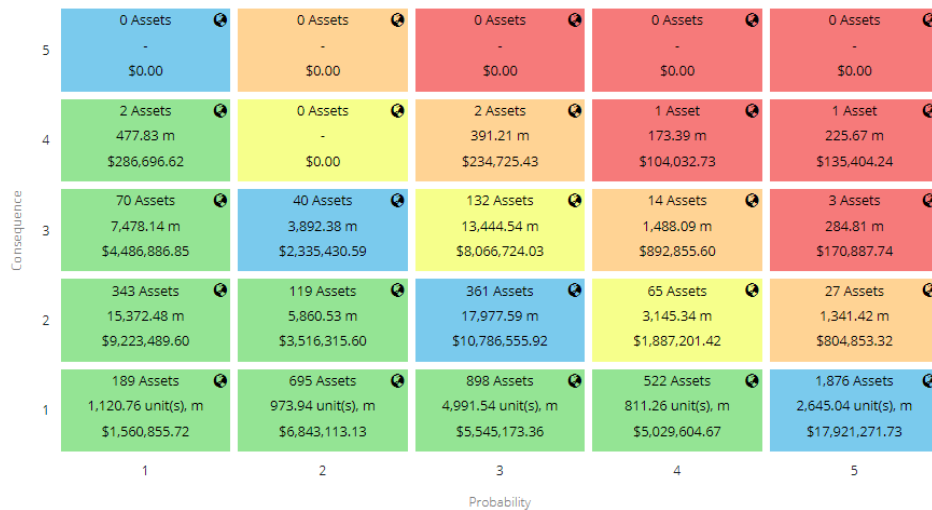 5
0 Assets
-
$0.00
0 Assets
-
$0.00
0 Assets
-
$0.00
0 Assets
-
$0.00
0 Assets
-
$0.00
4
2 Assets
477.83 m
$286,696.62
0 Assets
-
$0.00
2 Assets
391.21 m
$234,725.43
1 Asset
173.39 m
$104,032.73
1 Asset
225.67 m
$135,404.24
Consequence
3
70 Assets
7,478.14 m
$4,486,886.85
40 Assets
3,892.38 m
$2,335,430.59
132 Assets
13,444.54 m
$8,066,724.03
14 Assets
1,488.09 m
$892,855.60
3 Assets
284.81 m
$170,887.74
2
343 Assets
15,372.48 m
$9,223,489.60
119 Assets
5,860.53 m
$3,516,315.60
361 Assets
17,977.59 m
$10,786,555.92
65 Assets
3,145.34 m
$1,887,201.42
27 Assets
1,341.42 m
$804,853.32
1
189 Assets
1,120.76 unit(s), m
$1,560,855.72
695 Assets
973.94 unit(s), m
$6,843,113.13
898 Assets
4,991.54 unit(s), m
$5,545,173.36
522 Assets
811.26 unit(s), m
$5,029,604.67
1,876 Assets
2,645.04 unit(s), m
$17,921,271.73
1
2
3
4
5
Probability